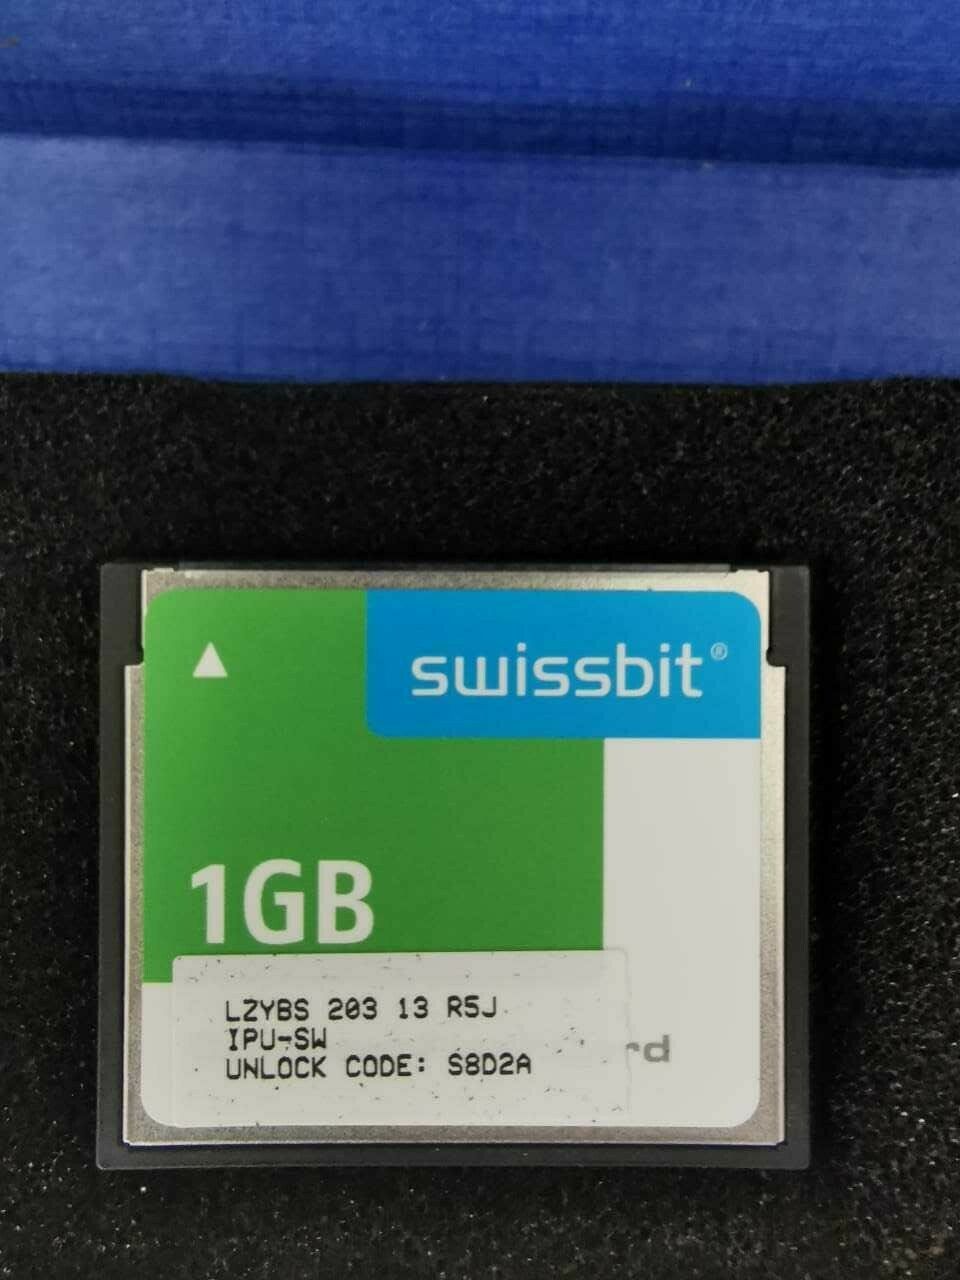 swissbit®
1GB
LZYBS 203 13 R5J
IPU-SW
UNLOCK CODE: S8D2A